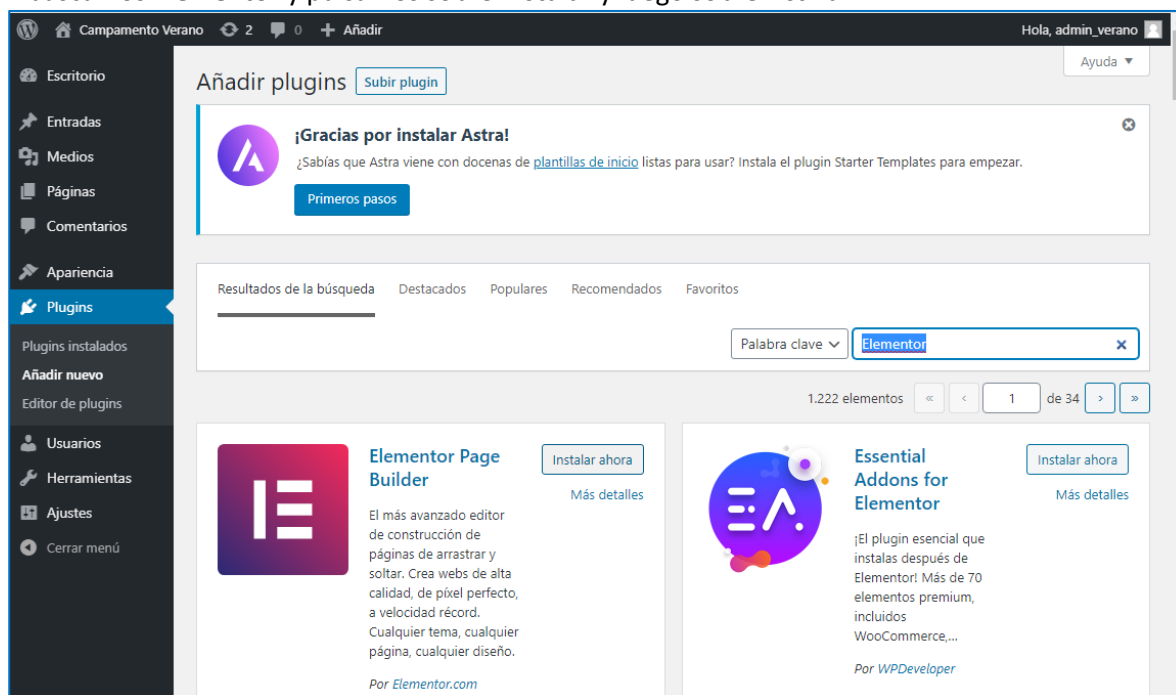 Campamento Verano 2 0 Añadir Hola, admin_verano
Ayuda
Escritorio
Entradas
Medios
Páginas
Comentarios
Apariencia
Plugins
Plugins instalados
Añadir nuevo
Editor de plugins
Usuarios
Herramientas
Ajustes
Cerrar menú
Añadir plugins Subir plugin
¡Gracias por instalar Astra!
¿Sabías que Astra viene con docenas de plantillas de inicio listas para usar? Instala el plugin Starter Templates para empezar.
Primeros pasos
Resultados de la búsqueda Destacados Populares Recomendados Favoritos
Palabra clave Elementor
1.222 elementos « ‹ 1 de 34 › »
Elementor Page
Builder
Instalar ahora
Más detalles
El más avanzado editor
de construcción de
páginas de arrastrar y
soltar. Crea webs de alta
calidad, de píxel perfecto,
a velocidad récord.
Cualquier tema, cualquier
página, cualquier diseño.
Por Elementor.com
Essential
Addons for
Elementor
Instalar ahora
Más detalles
¡El plugin esencial que
instalas después de
Elementor! Más de 70
elementos premium,
incluidos
WooCommerce,...
Por WPDeveloper